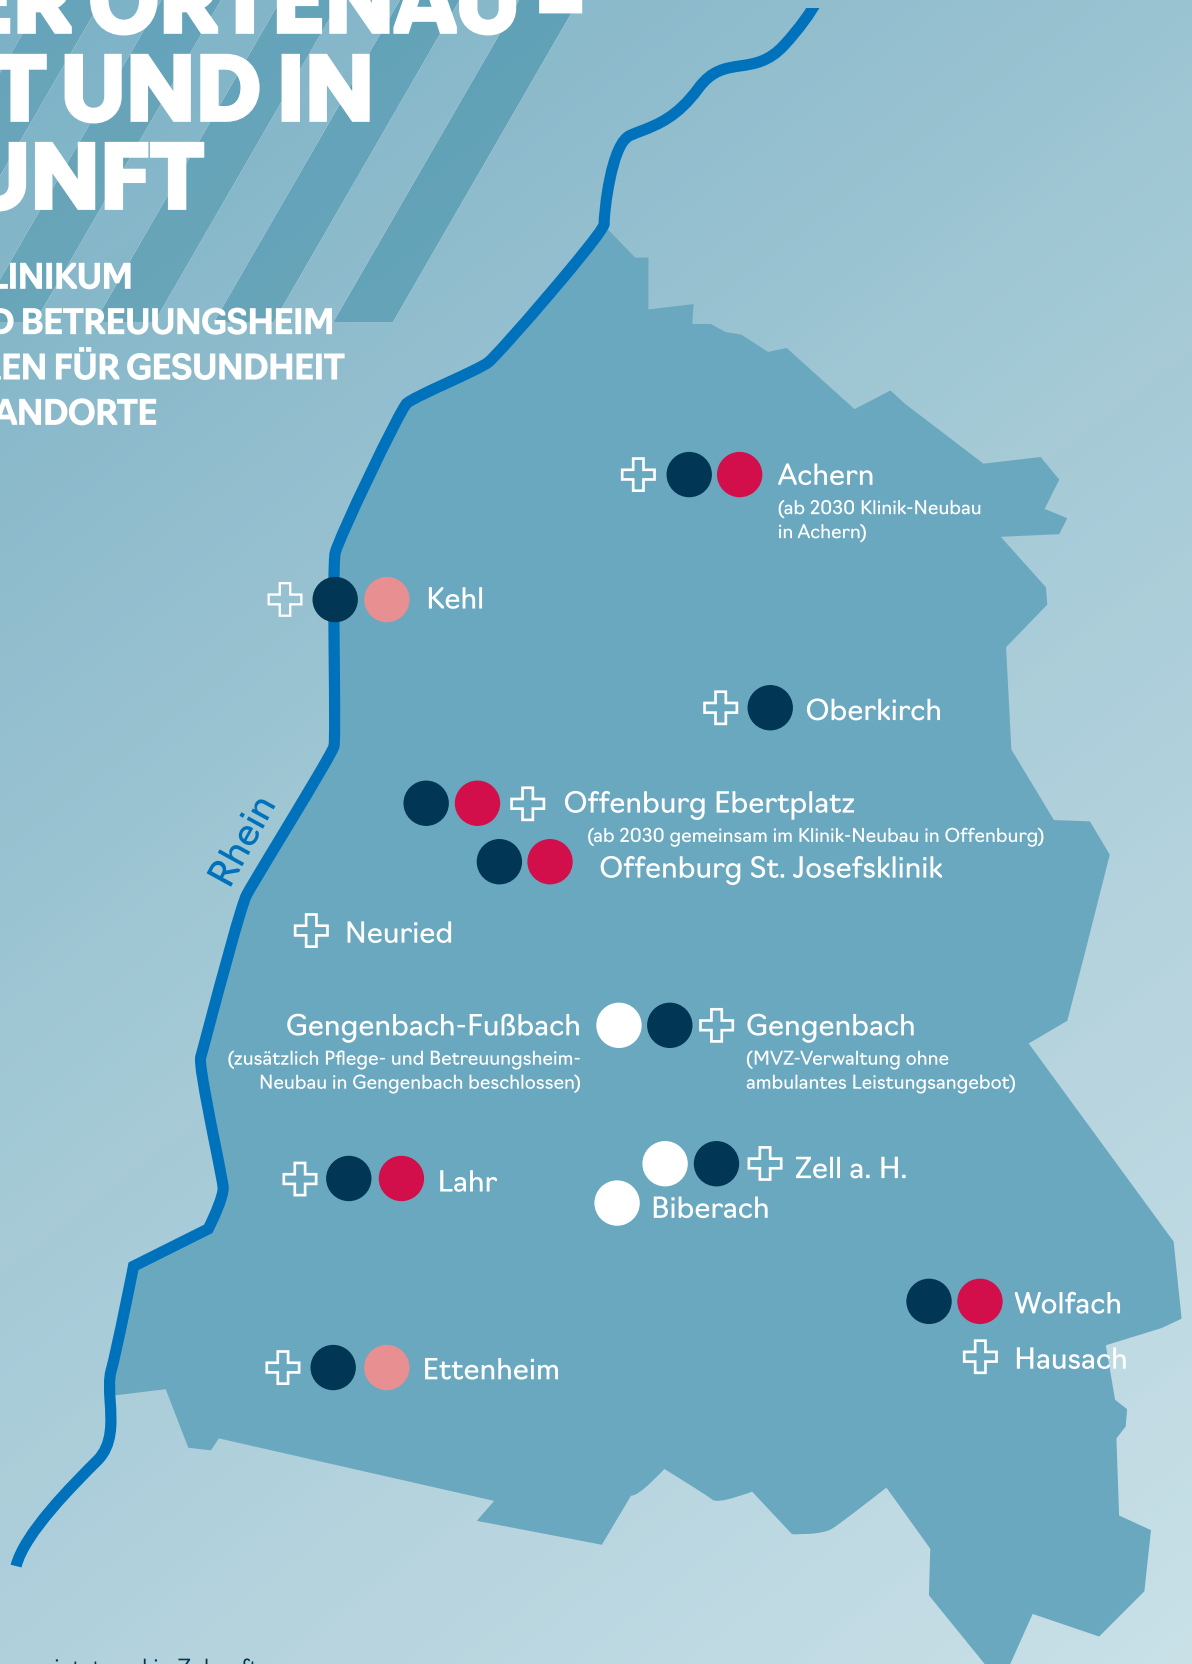 ER ORTENAU –
T UND IN
UNFT
LINIKUM
D BETREUUNGSHEIM
EN FÜR GESUNDHEIT
ANDORTE
Achern
(ab 2030 Klinik-Neubau
in Achern)
Kehl
Oberkirch
Offenburg Ebertplatz
(ab 2030 gemeinsam im Klinik-Neubau in Offenburg)
Offenburg St. Josefsklinik
Rhein
Neuried
Gengenbach-Fußbach
(zusätzlich Pflege- und Betreuungsheim-
Neubau in Gengenbach beschlossen)
Gengenbach
(MVZ-Verwaltung ohne
ambulantes Leistungsangebot)
Zell a. H.
Lahr
Biberach
Wolfach
Hausach
Ettenheim